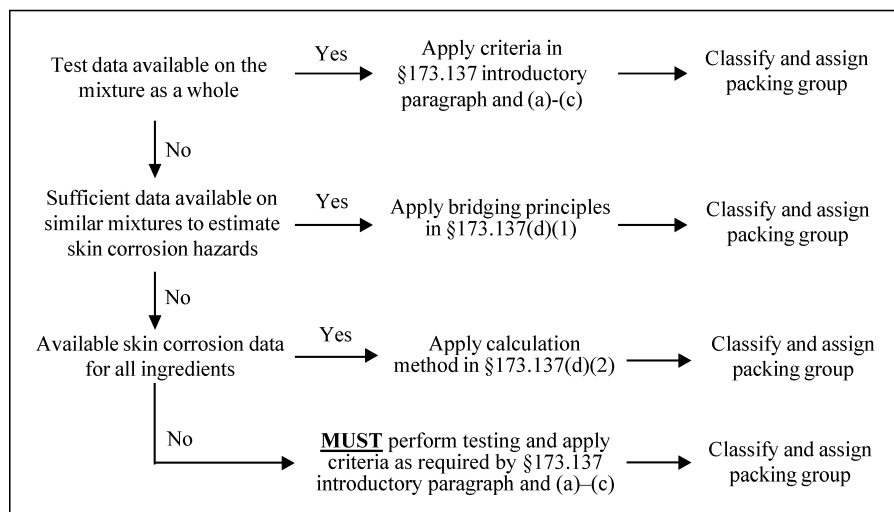 Test data available on the
mixture as a whole
Yes
Apply criteria in
§173.137 introductory
paragraph and (a)-(c)
Classify and assign
packing group
No
Sufficient data available on
similar mixtures to estimate
skin corrosion hazards
Yes
Apply bridging principles
in §173.137(d)(1)
Classify and assign
packing group
No
Available skin corrosion data
for all ingredients
Yes
Apply calculation
method in §173.137(d)(2)
Classify and assign
packing group
No
MUST perform testing and apply
criteria as required by §173.137
introductory paragraph and (a)–(c)
Classify and assign
packing group